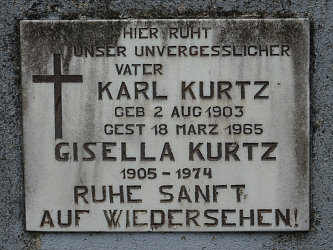 HIER RUHT
UNSER UNVERGESSLICHER
VATER
KARL KURTZ
GEB 2 AUG 1903
GEST 18 MARZ 1965
GISELLA KURTZ
1905 - 1974
RUHE SANFT
AUF WIEDERSEHEN!